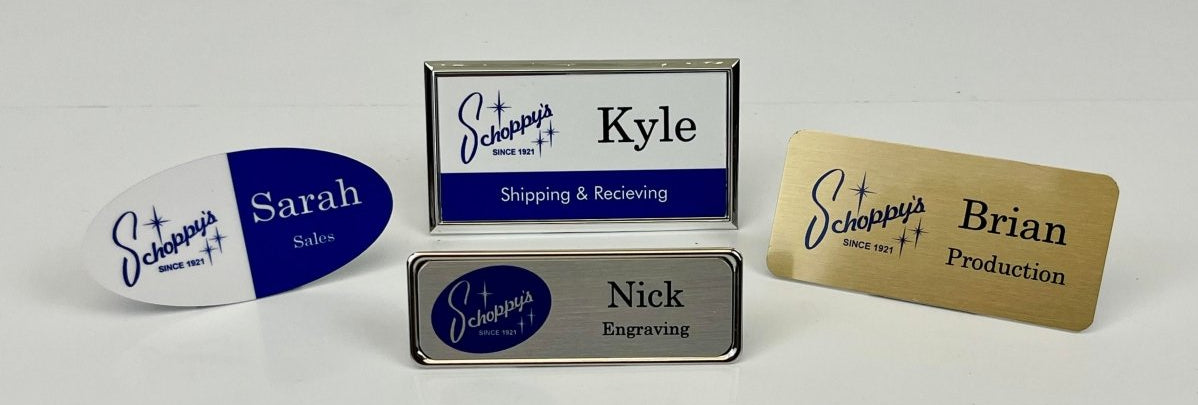 Schoppy's
SINCE 1921
Sarah
Sales
Schoppy's
SINCE 1921
Kyle
Shipping & Recieving
Schoppy's
SINCE 1921
Nick
Engraving
Schoppy's
SINCE 1921
Brian
Production